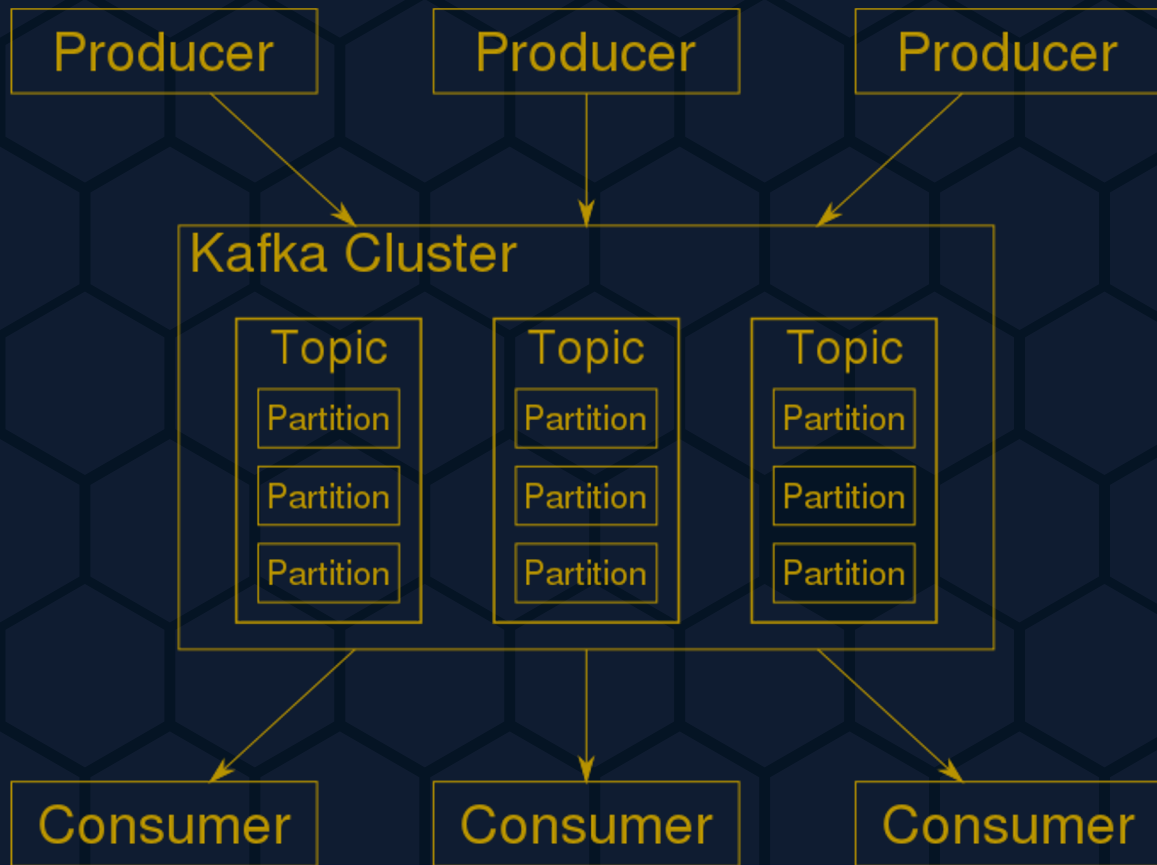 Producer Producer Producer
Kafka Cluster
Topic Topic Topic
Partition Partition Partition
Partition Partition Partition
Partition Partition Partition
Consumer Consumer Consumer